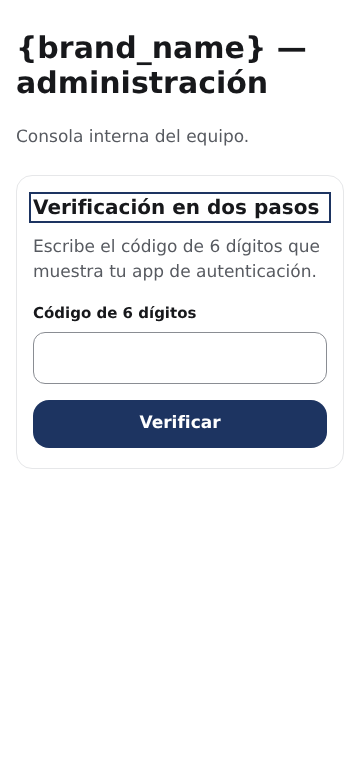 {brand_name} —
administración
Consola interna del equipo.
Verificación en dos pasos
Escribe el código de 6 dígitos que
muestra tu app de autenticación.
Código de 6 dígitos
Verificar